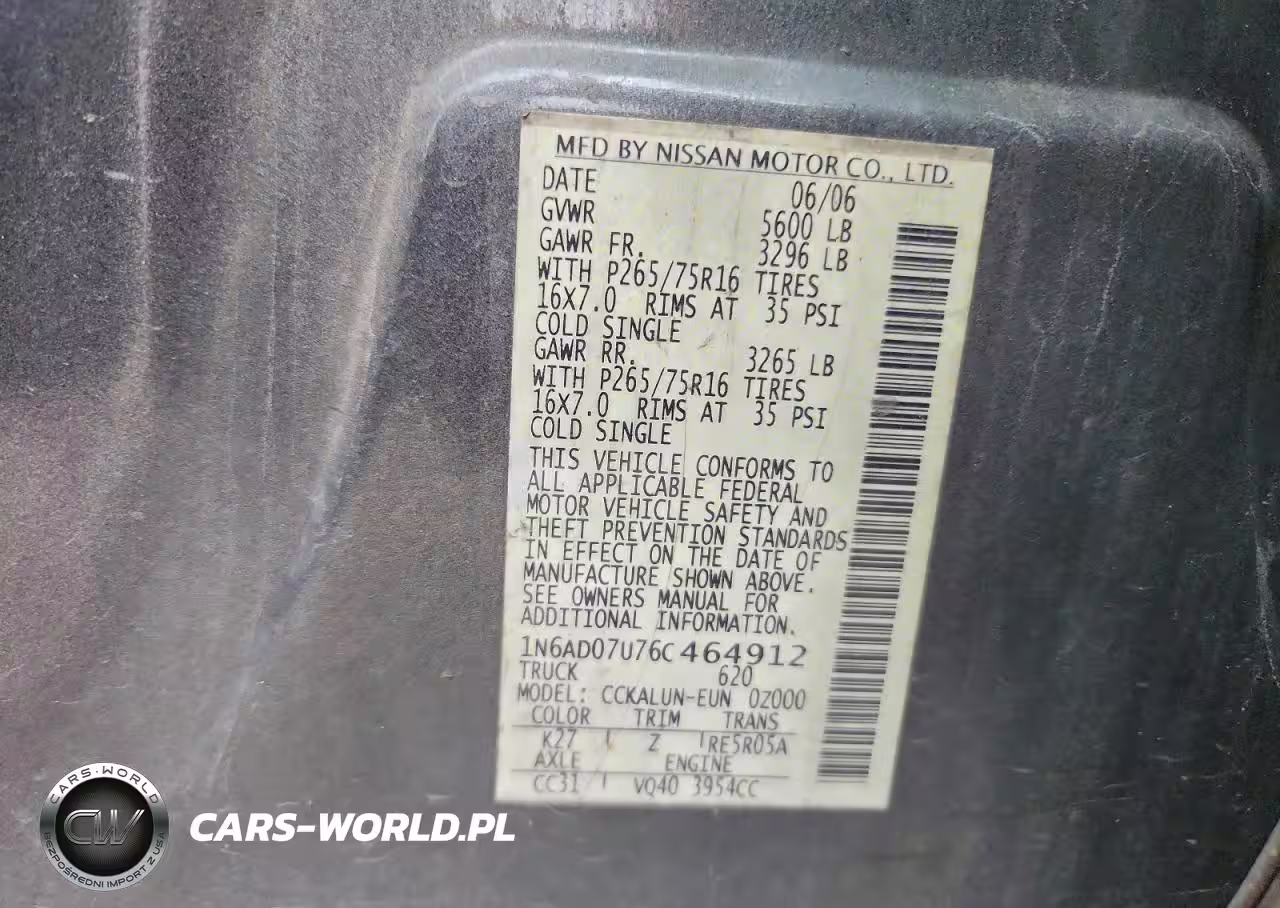 MFD BY NISSAN MOTOR CO., LTD.
DATE 06/06
GVWR 5600 LB
GAWR FR. 3296 LB
WITH P265/75R16 TIRES
16X7.0 RIMS AT 35 PSI
COLD SINGLE
GAWR RR. 3265 LB
WITH P265/75R16 TIRES
16X7.0 RIMS AT 35 PSI
COLD SINGLE
THIS VEHICLE CONFORMS TO
ALL APPLICABLE FEDERAL
MOTOR VEHICLE SAFETY AND
THEFT PREVENTION STANDARDS
IN EFFECT ON THE DATE OF
MANUFACTURE SHOWN ABOVE.
SEE OWNERS MANUAL FOR
ADDITIONAL INFORMATION.
1N6AD07U76C464912
TRUCK 620
MODEL: CCKALUN-EUN 0Z000
COLOR TRIM TRANS
K27 Z RE5R05A
AXLE ENGINE
CC31 VQ40 3954CC
CARS-WORLD
CW
BEZPOŚREDNI IMPORT Z USA
CARS-WORLD.PL